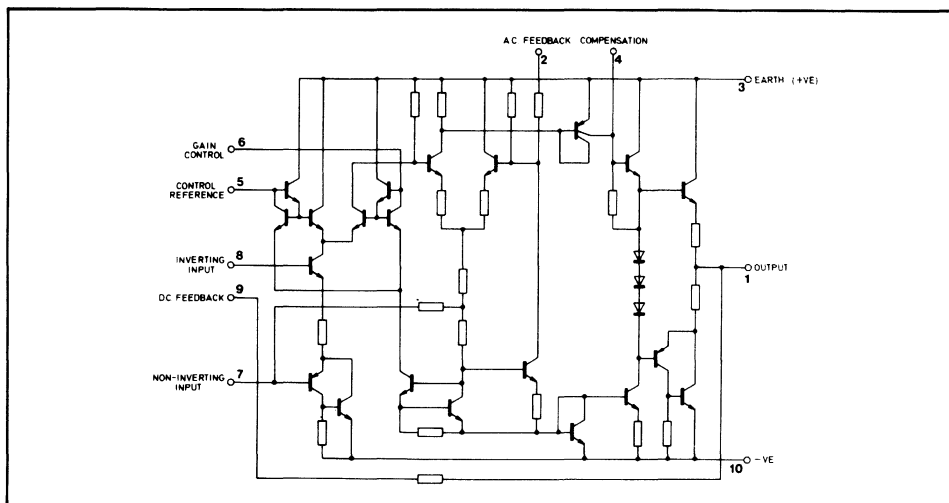 AC FEEDBACK COMPENSATION
2 4
3 EARTH (+VE)
GAIN
CONTROL 6
CONTROL
REFERENCE 5
INVERTING
INPUT 8
DC FEEDBACK 9
1 OUTPUT
NON-INVERTING
INPUT 7
10 -VE